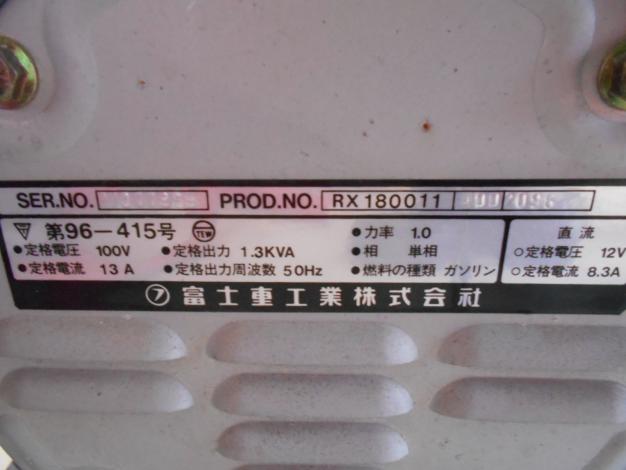 SER.NO. PROD.NO. RX180011
第96-415号 TEW
●定格電圧 100V ●定格出力 1.3KVA ●力率 1.0 直流
●定格電流 13A ●定格出力周波数 50Hz ●相 単相 ○定格電圧 12V
●燃料の種類 ガソリン ○定格電流 8.3A
㋫ 富士重工業株式会社